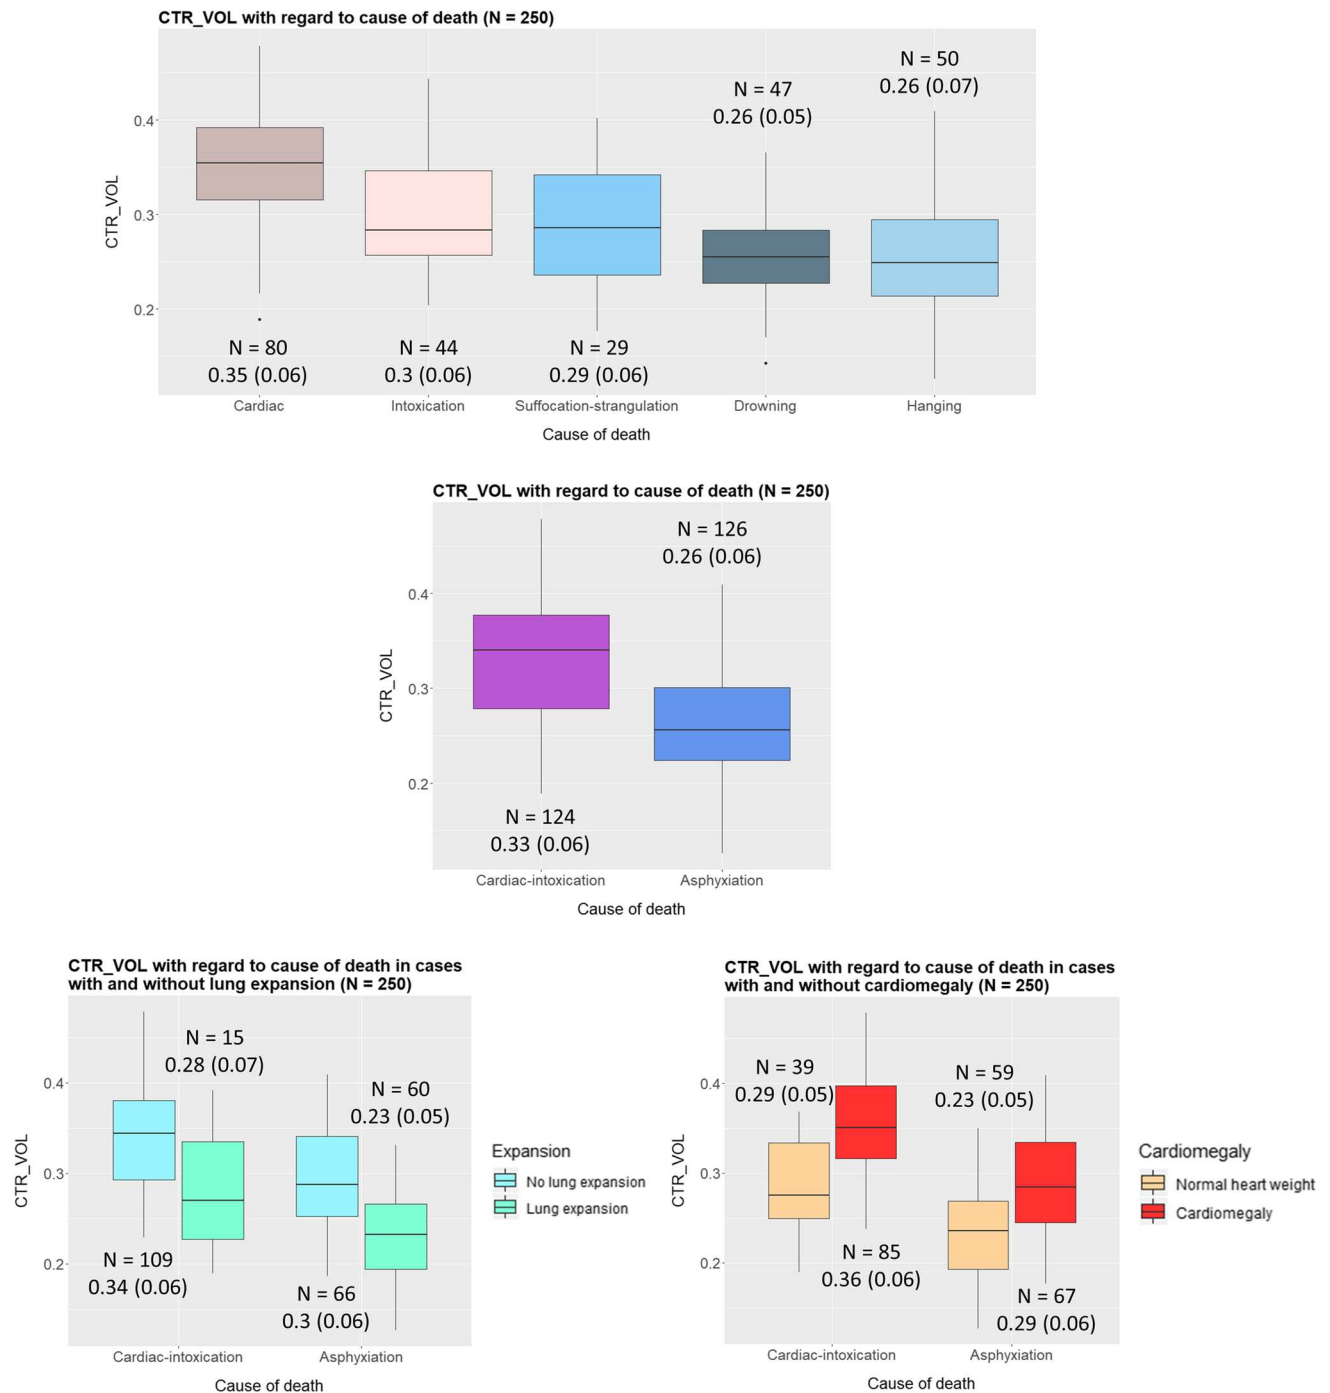 CTR_VOL with regard to cause of death (N = 250)
N = 50
0.26 (0.07)
N = 47
0.26 (0.05)
0.4
0.3
0.2
CTR_VOL
N = 80
0.35 (0.06)
N = 44
0.3 (0.06)
N = 29
0.29 (0.06)
Cardiac
Intoxication
Suffocation-strangulation
Drowning
Hanging
Cause of death
CTR_VOL with regard to cause of death (N = 250)
N = 126
0.26 (0.06)
0.4
0.3
0.2
CTR_VOL
N = 124
0.33 (0.06)
Cardiac-intoxication
Asphyxiation
Cause of death
CTR_VOL with regard to cause of death in cases
with and without lung expansion (N = 250)
N = 15
0.28 (0.07)
N = 60
0.23 (0.05)
0.4
0.3
0.2
CTR_VOL
N = 109
0.34 (0.06)
N = 66
0.3 (0.06)
Cardiac-intoxication
Asphyxiation
Cause of death
Expansion
No lung expansion
Lung expansion
CTR_VOL with regard to cause of death in cases
with and without cardiomegaly (N = 250)
N = 39
0.29 (0.05)
N = 59
0.23 (0.05)
0.4
0.3
0.2
CTR_VOL
N = 85
0.36 (0.06)
N = 67
0.29 (0.06)
Cardiac-intoxication
Asphyxiation
Cause of death
Cardiomegaly
Normal heart weight
Cardiomegaly